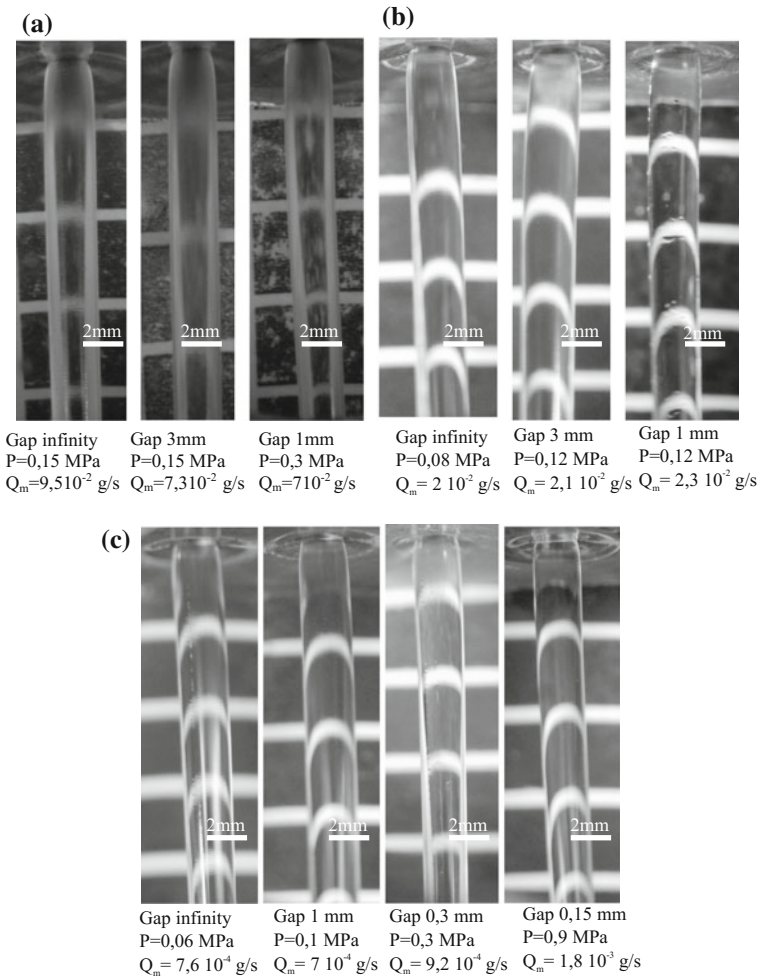 (a)
(b)
2mm 2mm 2mm
2mm 2mm 2mm
Gap infinity
P=0,15 MPa
Qm=9,510-2 g/s
Gap 3mm
P=0,15 MPa
Qm=7,310-2 g/s
Gap 1mm
P=0,3 MPa
Qm=710-2 g/s
Gap infinity
P=0,08 MPa
Qm= 2 10-2 g/s
Gap 3 mm
P=0,12 MPa
Qm= 2,1 10-2 g/s
Gap 1 mm
P=0,12 MPa
Qm= 2,3 10-2 g/s
(c)
2mm 2mm 2mm 2mm
Gap infinity
P=0,06 MPa
Qm= 7,6 10-4 g/s
Gap 1 mm
P=0,1 MPa
Qm= 7 10-4 g/s
Gap 0,3 mm
P=0,3 MPa
Qm= 9,2 10-4 g/s
Gap 0,15 mm
P=0,9 MPa
Qm= 1,8 10-3 g/s